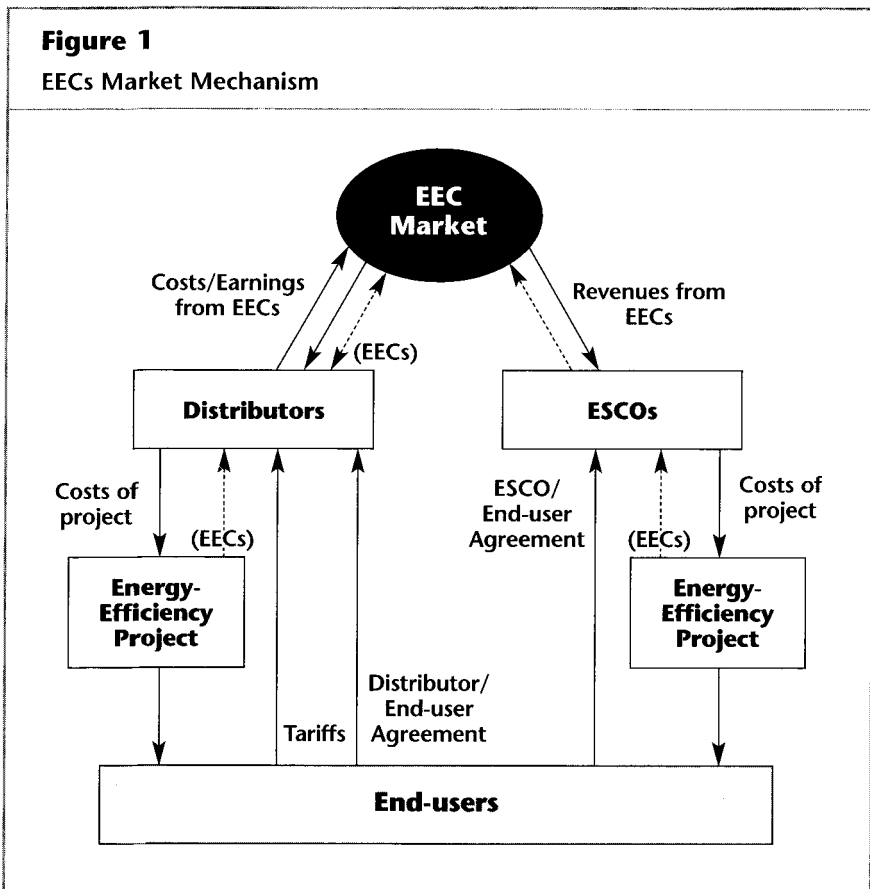 Figure 1
EECs Market Mechanism
EEC
Market
Costs/Earnings
from EECs
Revenues from
EECs
(EECs)
Distributors
ESCOs
Costs of
project
(EECs)
ESCO/
End-user
Agreement
(EECs)
Costs of
project
Energy-
Efficiency
Project
Energy-
Efficiency
Project
Tariffs
Distributor/
End-user
Agreement
End-users